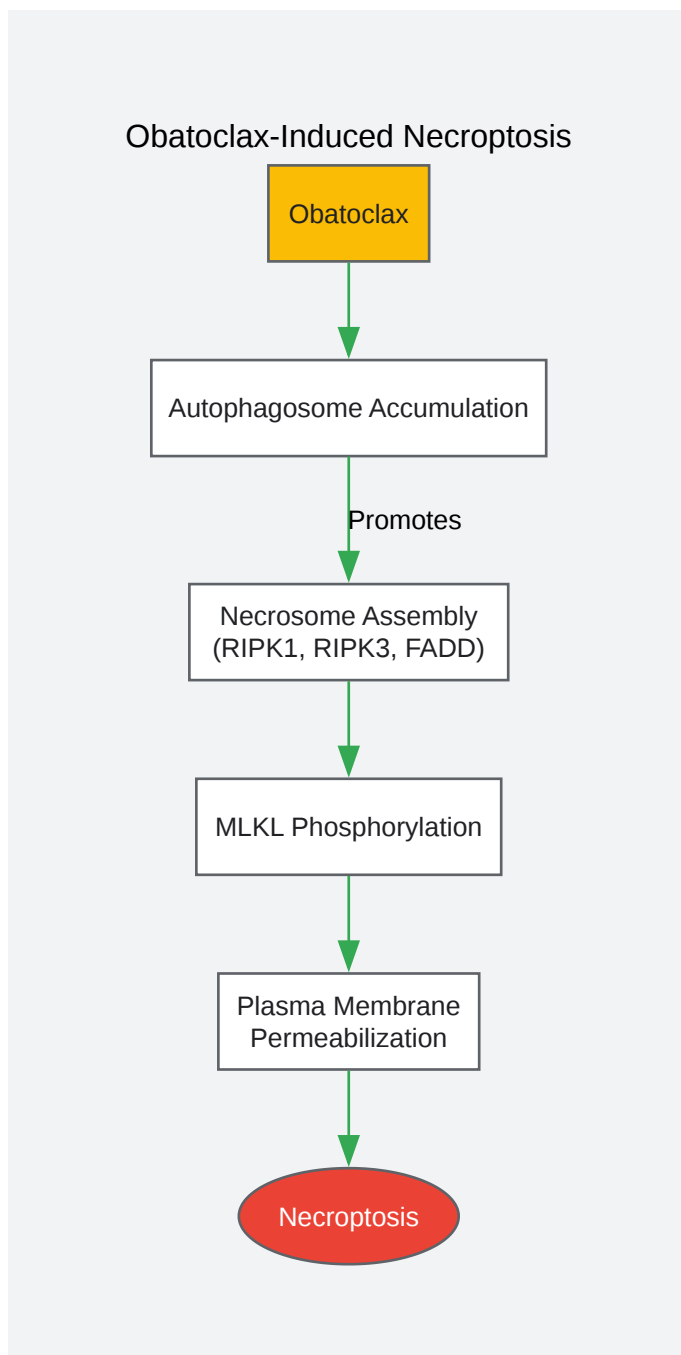 Obatoclax-Induced Necroptosis
Obatoclax
Autophagosome Accumulation
Promotes
Necrosome Assembly
(RIPK1, RIPK3, FADD)
MLKL Phosphorylation
Plasma Membrane
Permeabilization
Necroptosis